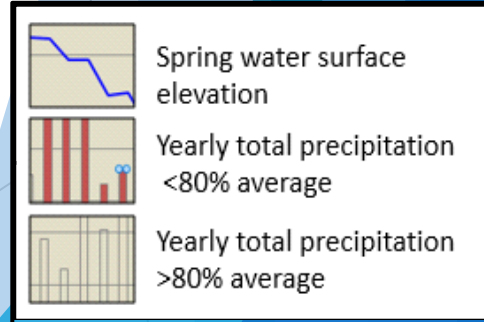 Spring water surface
elevation
Yearly total precipitation
<80% average
Yearly total precipitation
>80% average